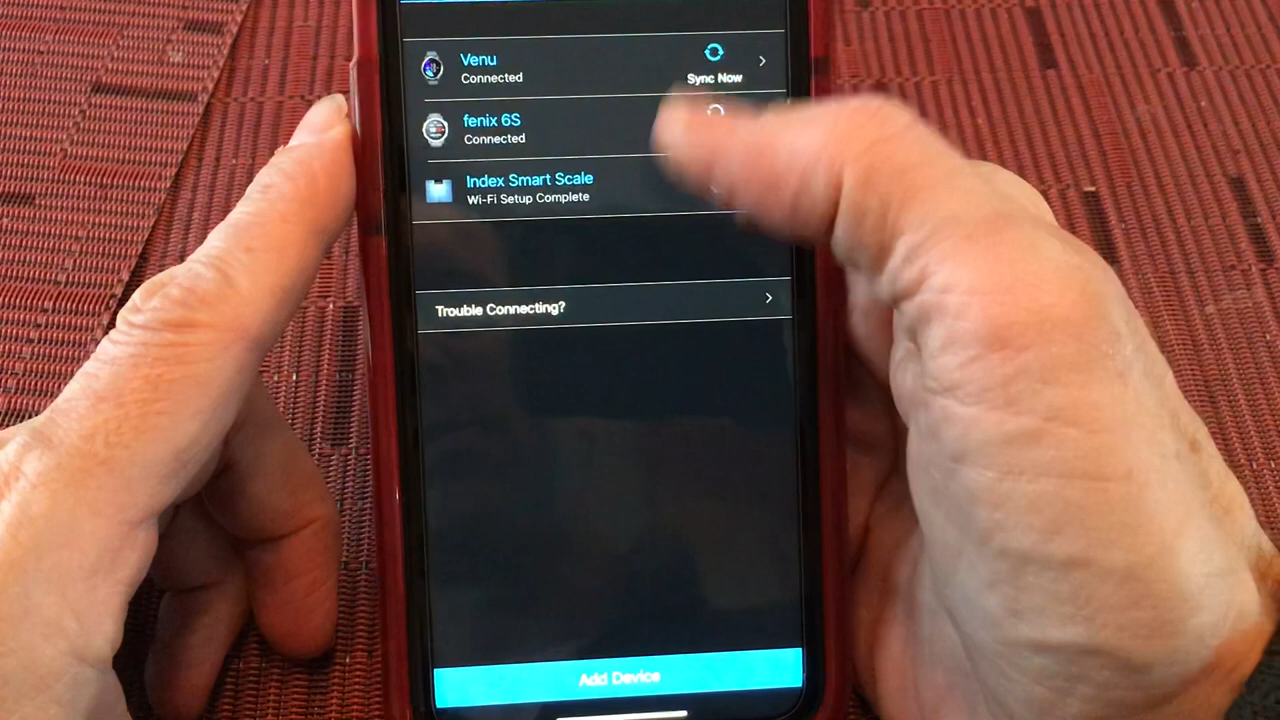 Venu
Connected
Sync Now
fenix 6S
Connected
Index Smart Scale
Wi-Fi Setup Complete
Trouble Connecting?
Add Device